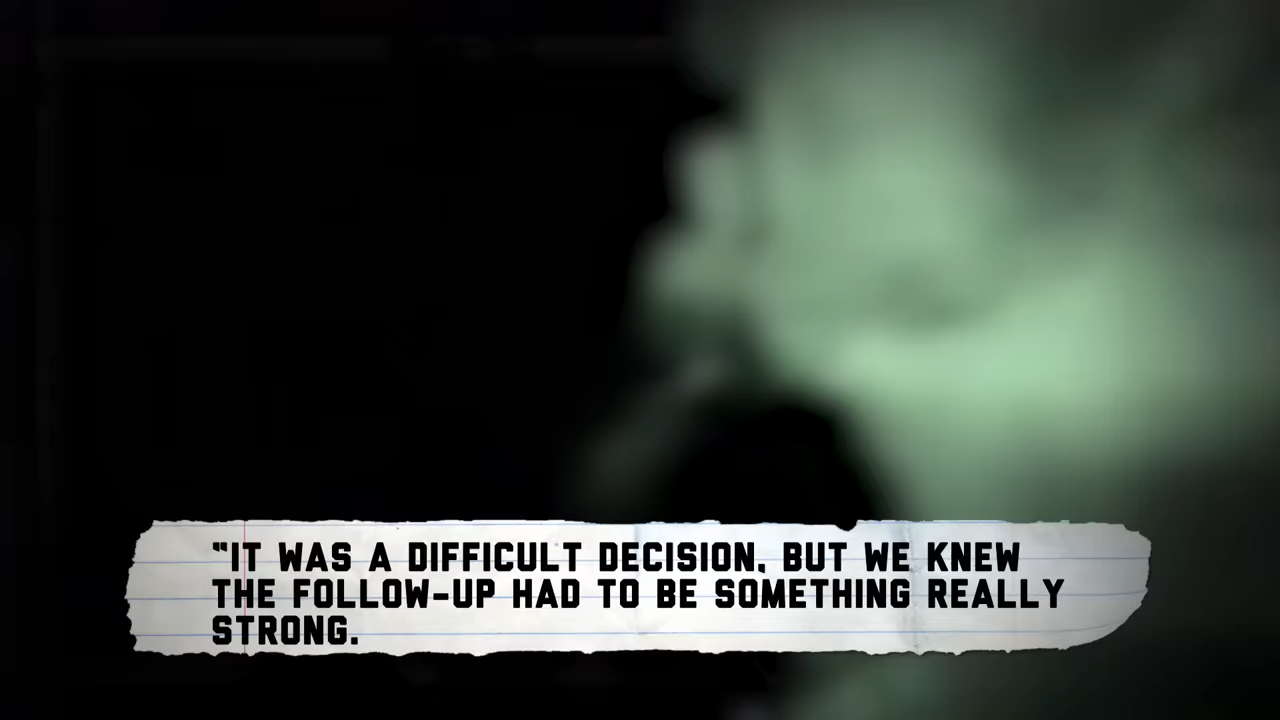 “IT WAS A DIFFICULT DECISION, BUT WE KNEW
THE FOLLOW-UP HAD TO BE SOMETHING REALLY
STRONG.